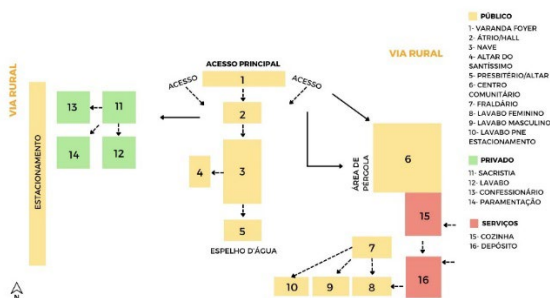 VIA RURAL
ESTACIONAMENTO
13
11
14
12
ACESSO PRINCIPAL
ACESSO
1
ACESSO
2
4
3
5
ESPELHO D'ÁGUA
VIA RURAL
ÁREA DE
PÉRGOLA
6
15
7
10
9
8
16
N
PÚBLICO
1- VARANDA FOYER
2- ÁTRIO/HALL
3- NAVE
4- ALTAR DO
SANTÍSSIMO
5- PRESBITÉRIO/ALTAR
6- CENTRO
COMUNITÁRIO
7- FRALDÁRIO
8- LAVABO FEMININO
9- LAVABO MASCULINO
10- LAVABO PNE
ESTACIONAMENTO
PRIVADO
11- SACRISTIA
12- LAVABO
13- CONFESSIONÁRIO
14- PARAMENTAÇÃO
SERVIÇOS
15- COZINHA
16- DEPÓSITO